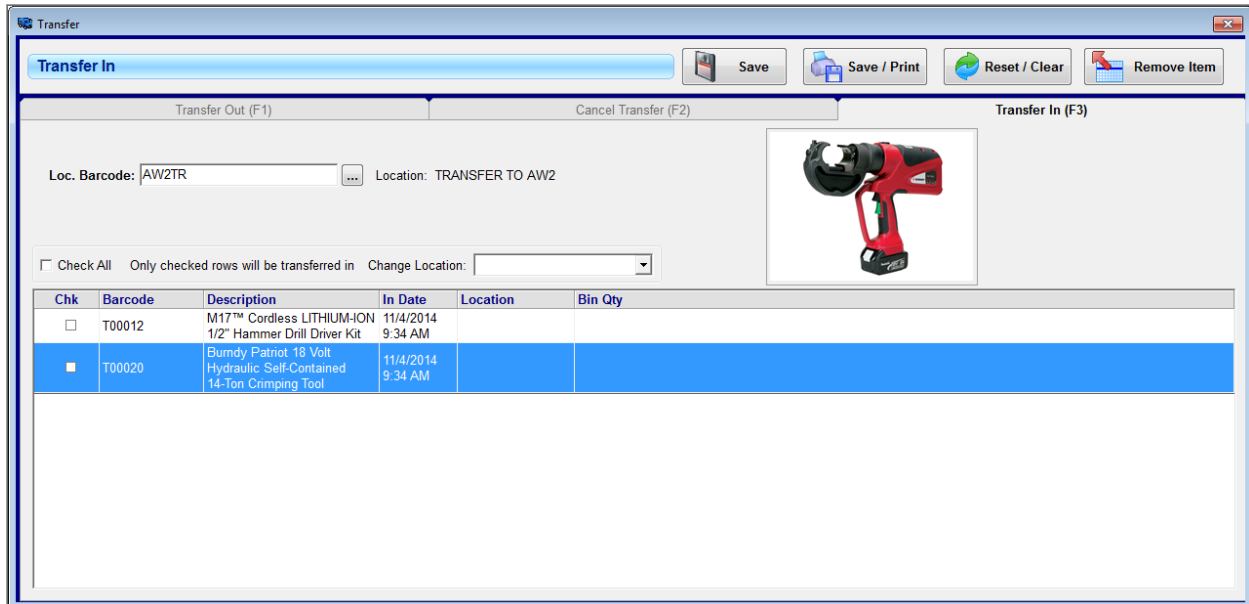 Transfer
Transfer In
Save
Save / Print
Reset / Clear
Remove Item
Transfer Out (F1)
Cancel Transfer (F2)
Transfer In (F3)
Loc. Barcode: AW2TR ... Location: TRANSFER TO AW2
Check All Only checked rows will be transferred in Change Location:
Chk Barcode Description In Date Location Bin Qty
T00012
M17™ Cordless LITHIUM-ION
1/2" Hammer Drill Driver Kit
11/4/2014
9:34 AM
T00020
Burndy Patriot 18 Volt
Hydraulic Self-Contained
14-Ton Crimping Tool
11/4/2014
9:34 AM